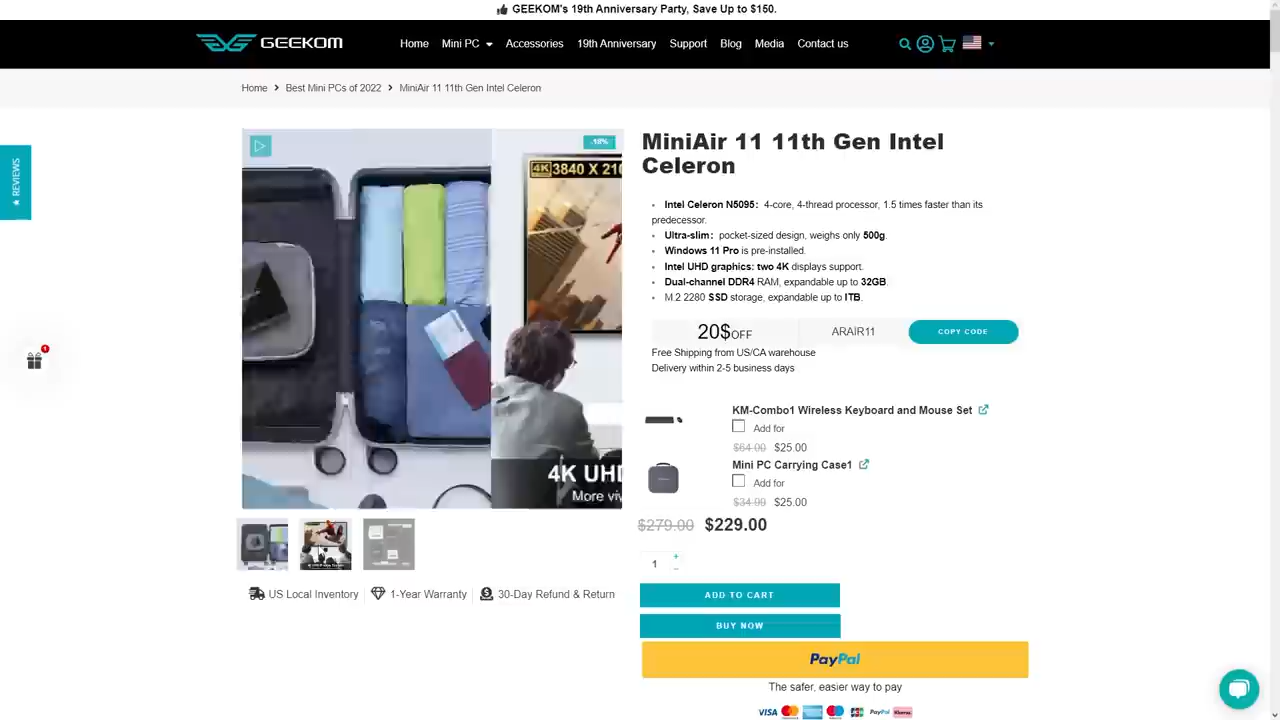 GEEKOM's 19th Anniversary Party, Save Up to $150.
GEEKOM
Home Mini PC Accessories 19th Anniversary Support Blog Media Contact us
Home > Best Mini PCs of 2022 > MiniAir 11 11th Gen Intel Celeron
★ REVIEWS
-18%
4K 3840 X
4K UHD
More
MiniAir 11 11th Gen Intel
Celeron
• Intel Celeron N5095: 4-core, 4-thread processor, 1.5 times faster than its
predecessor.
• Ultra-slim: pocket-sized design, weighs only 500g.
• Windows 11 Pro is pre-installed.
• Intel UHD graphics: two 4K displays support.
• Dual-channel DDR4 RAM, expandable up to 32GB.
• M.2 2280 SSD storage, expandable up to 1TB.
20$OFF ARAIR11 COPY CODE
Free Shipping from US/CA warehouse
Delivery within 2-5 business days
1
KM-Combo1 Wireless Keyboard and Mouse Set
Add for
$64.00 $25.00
Mini PC Carrying Case1
Add for
$34.99 $25.00
$279.00 $229.00
1
+
−
US Local Inventory 1-Year Warranty 30-Day Refund & Return
ADD TO CART
BUY NOW
PayPal
The safer, easier way to pay
VISA JCB PayPal Klarna